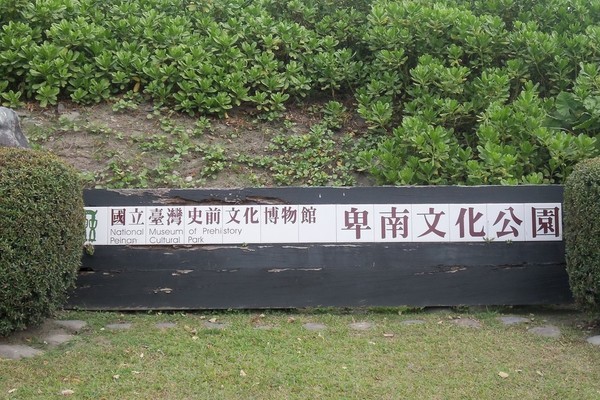 國立臺灣史前文化博物館 卑南文化公園
National Museum of Prehistory
Peinan Cultural Park